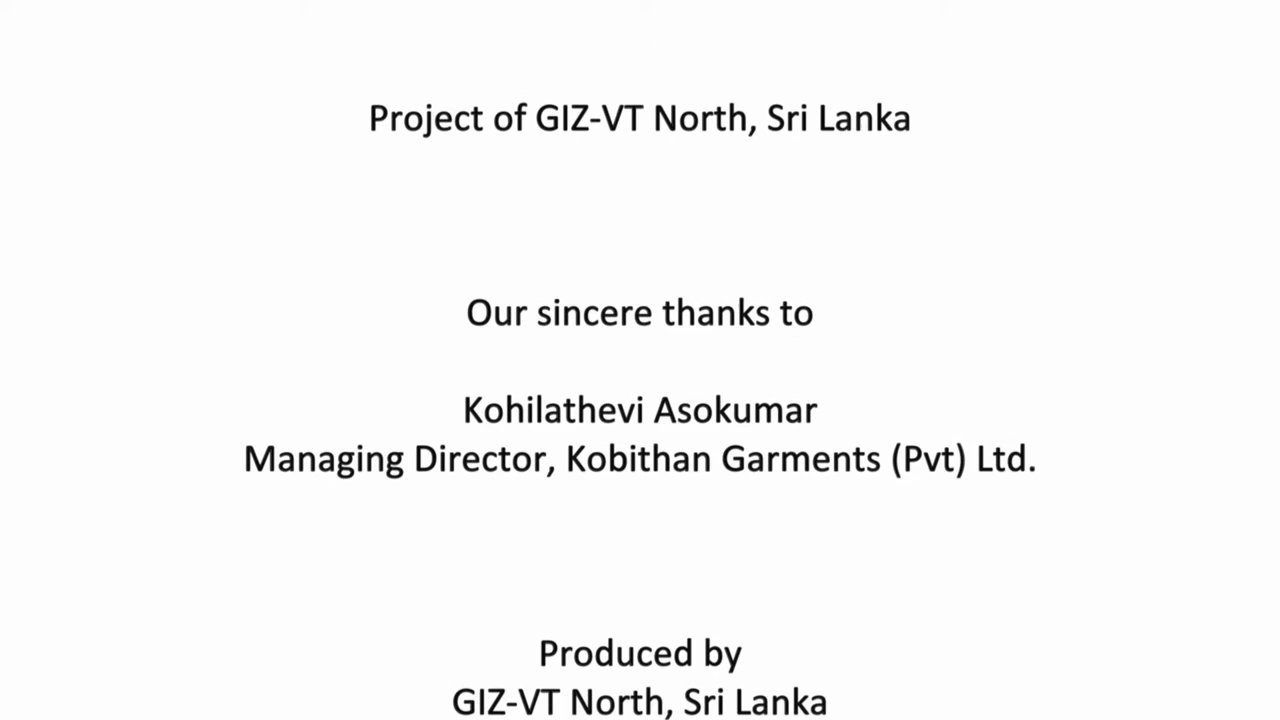 Project of GIZ-VT North, Sri Lanka
Our sincere thanks to
Kohilathevi Asokumar
Managing Director, Kobithan Garments (Pvt) Ltd.
Produced by
GIZ-VT North, Sri Lanka